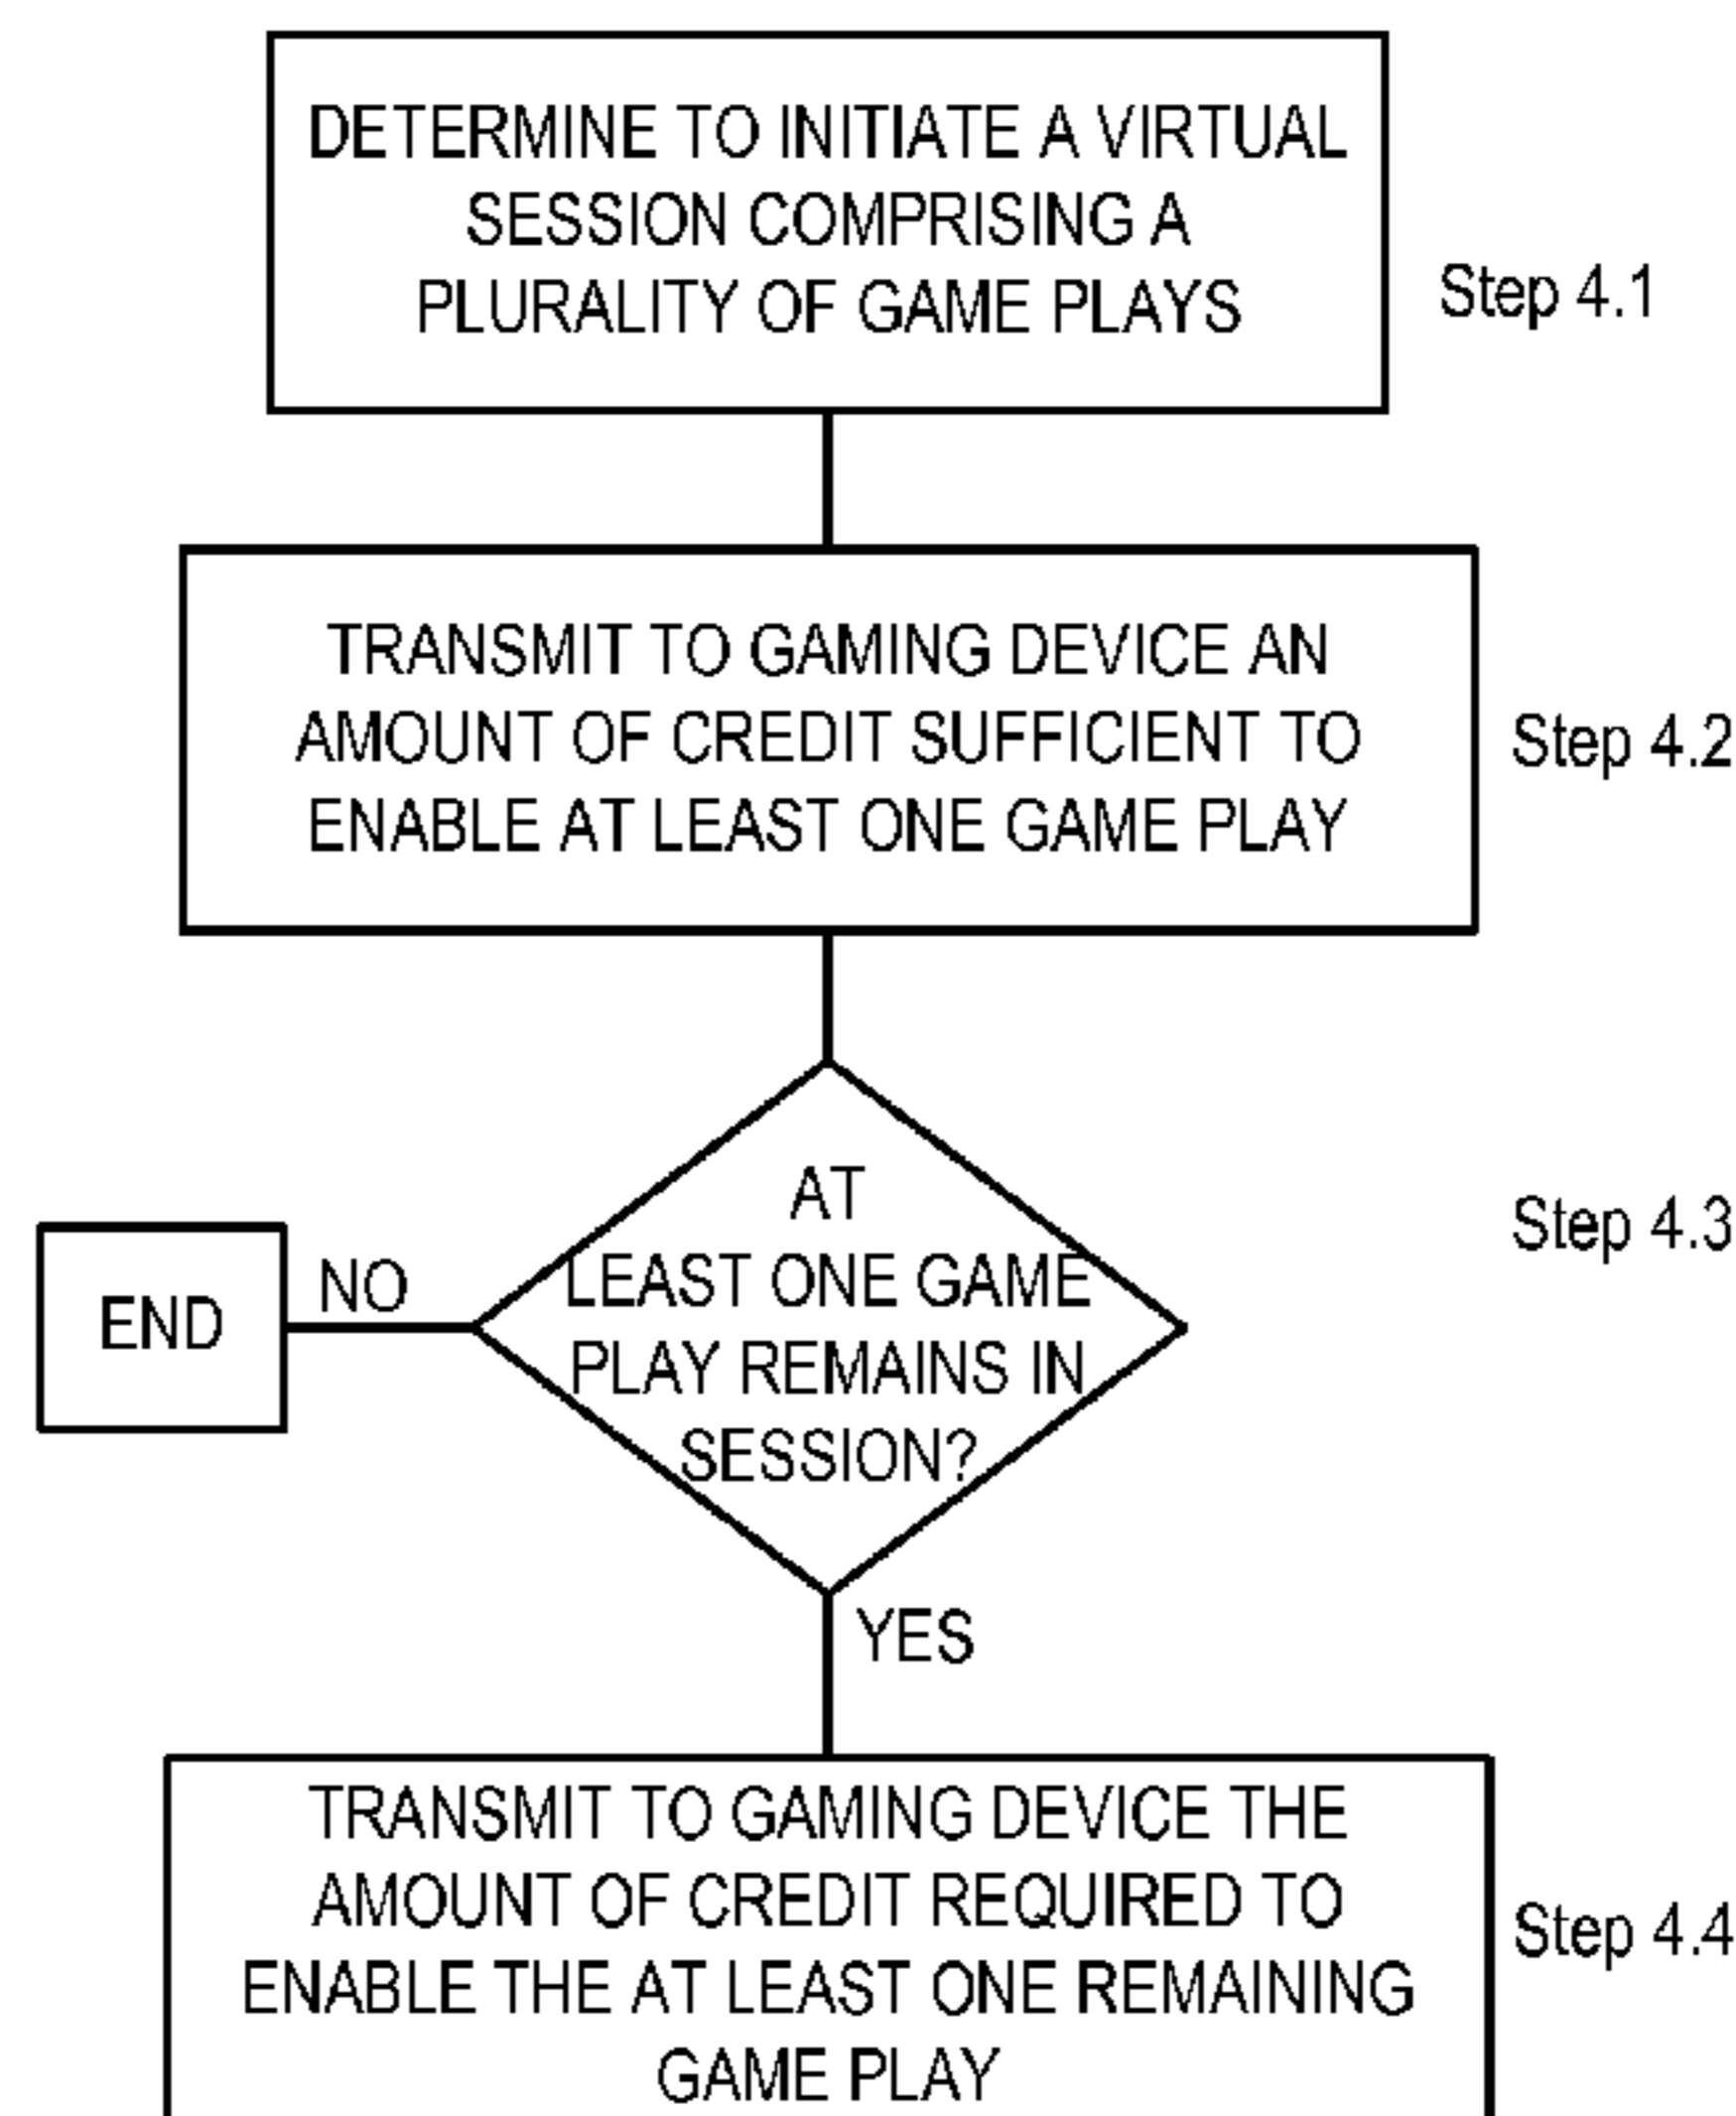 DETERMINE TO INITIATE A VIRTUAL
SESSION COMPRISING A
PLURALITY OF GAME PLAYS
Step 4.1
TRANSMIT TO GAMING DEVICE AN
AMOUNT OF CREDIT SUFFICIENT TO
ENABLE AT LEAST ONE GAME PLAY
Step 4.2
AT
LEAST ONE GAME
PLAY REMAINS IN
SESSION?
Step 4.3
NO
END
YES
TRANSMIT TO GAMING DEVICE THE
AMOUNT OF CREDIT REQUIRED TO
ENABLE THE AT LEAST ONE REMAINING
GAME PLAY
Step 4.4